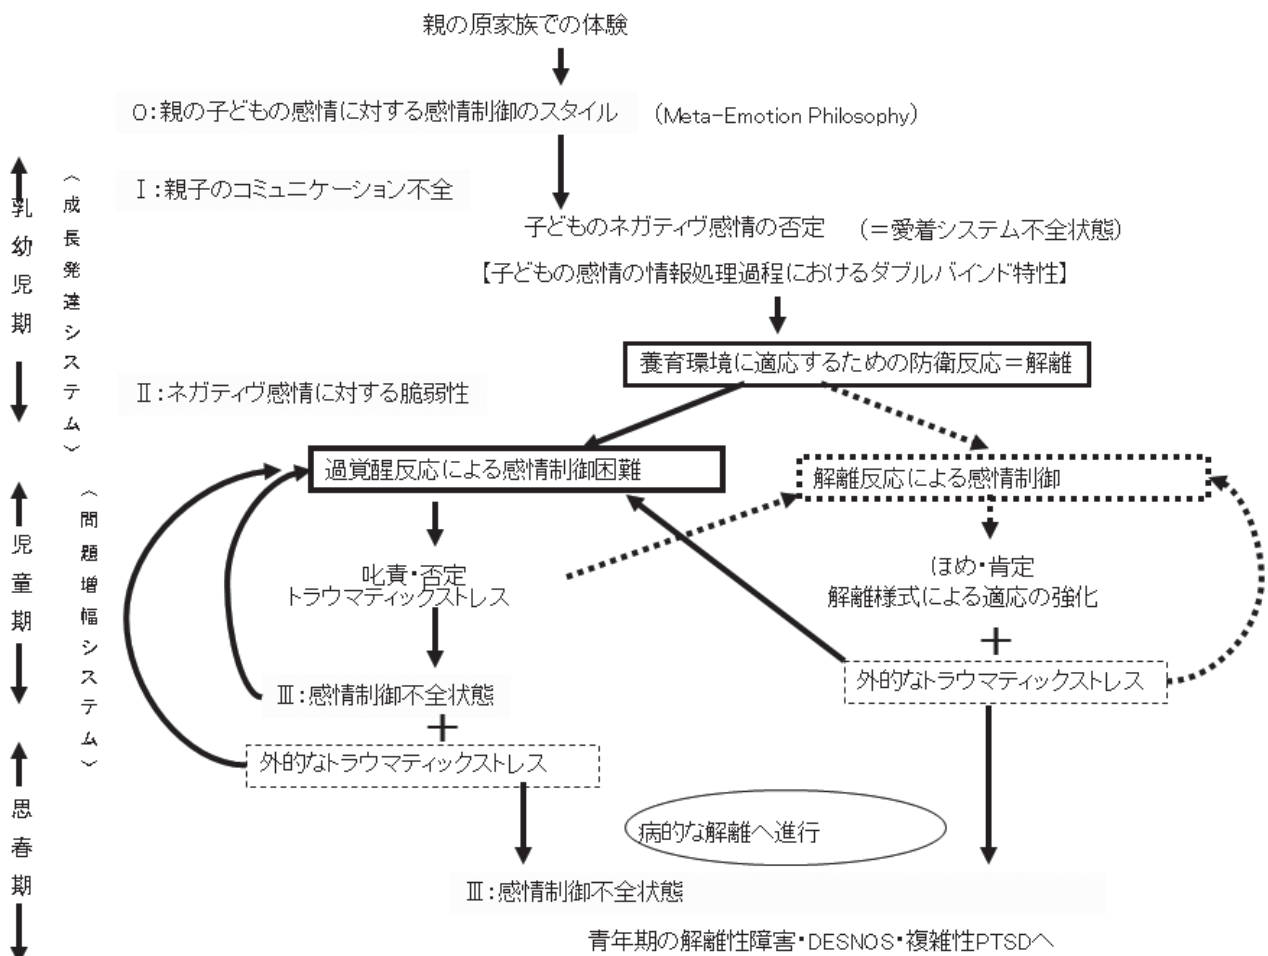 親の原家族での体験
0:親の子どもの感情に対する感情制御のスタイル (Meta-Emotion Philosophy)
Ⅰ:親子のコミュニケーション不全
子どものネガティヴ感情の否定 (=愛着システム不全状態)
【子どもの感情の情報処理過程におけるダブルバインド特性】
養育環境に適応するための防衛反応=解離
Ⅱ:ネガティヴ感情に対する脆弱性
過覚醒反応による感情制御困難
解離反応による感情制御
叱責・否定
トラウマティックストレス
ほめ・肯定
解離様式による適応の強化
+
外的なトラウマティックストレス
Ⅲ:感情制御不全状態
+
外的なトラウマティックストレス
病的な解離へ進行
Ⅲ:感情制御不全状態
青年期の解離性障害・DESNOS・複雑性PTSDへ
乳幼児期
児童期
思春期
〈成長発達システム〉
〈問題増幅システム〉